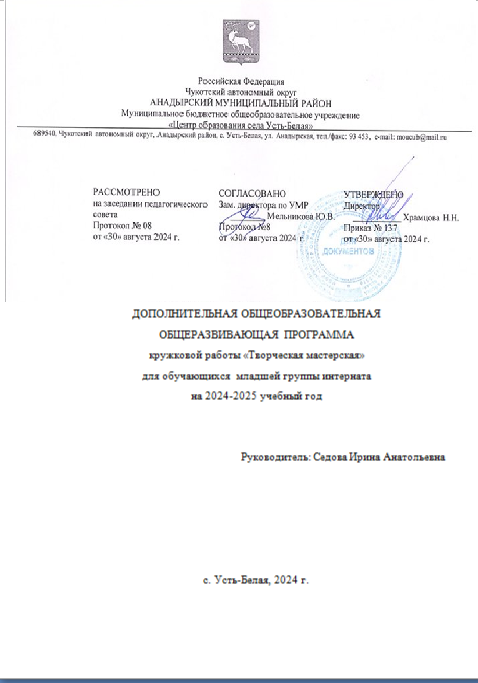 Российская Федерация
Чукотский автономный округ
АНАДЫРСКИЙ МУНИЦИПАЛЬНЫЙ РАЙОН
Муниципальное бюджетное общеобразовательное учреждение
«Центр образования села Усть-Белая»
689540, Чукотский автономный округ, Анадырский район, с. Усть-Белая, ул. Анадырская, тел./факс: 93 453, e-mail: moucub@mail.ru
РАССМОТРЕНО
на заседании педагогического
совета
Протокол № 08
от «30» августа 2024 г.
СОГЛАСОВАНО
Зам. директора по УМР
Мельникова Ю.В.
Протокол №8
от «30» августа 2024 г.
УТВЕРЖДЕНО
Директор
Храмцова Н.Н.
Приказ № 137
от «30» августа 2024 г.
ДОКУМЕНТОВ
ДОПОЛНИТЕЛЬНАЯ ОБЩЕОБРАЗОВАТЕЛЬНАЯ
ОБЩЕРАЗВИВАЮЩАЯ ПРОГРАММА
кружковой работы «Творческая мастерская»
для обучающихся младшей группы интерната
на 2024-2025 учебный год
Руководитель: Седова Ирина Анатольевна
с. Усть-Белая, 2024 г.